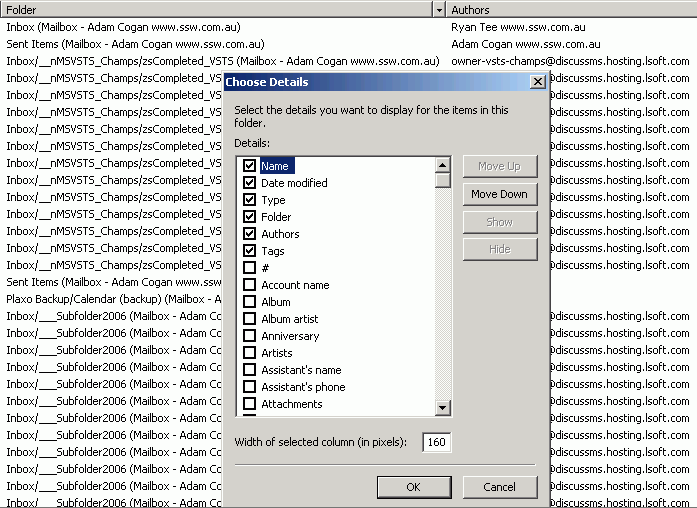 Folder Authors
Inbox (Mailbox - Adam Cogan www.ssw.com.au) Ryan Tee www.ssw.com.au
Sent Items (Mailbox - Adam Cogan www.ssw.com.au) Adam Cogan www.ssw.com.au
Inbox/__nMSVSTS_Champs/zsCompleted_VSTS (Mailbox - Adam Cogan www.ssw.com.au) owner-vsts-champs@discussms.hosting.lsoft.com
Inbox/__nMSVSTS_Champs/zsCompleted_VS @discussms.hosting.lsoft.com
Inbox/__nMSVSTS_Champs/zsCompleted_VS @discussms.hosting.lsoft.com
Inbox/__nMSVSTS_Champs/zsCompleted_VS @discussms.hosting.lsoft.com
Inbox/__nMSVSTS_Champs/zsCompleted_VS @discussms.hosting.lsoft.com
Inbox/__nMSVSTS_Champs/zsCompleted_VS @discussms.hosting.lsoft.com
Inbox/__nMSVSTS_Champs/zsCompleted_VS @discussms.hosting.lsoft.com
Inbox/__nMSVSTS_Champs/zsCompleted_VS @discussms.hosting.lsoft.com
Inbox/__nMSVSTS_Champs/zsCompleted_VS @discussms.hosting.lsoft.com
Inbox/__nMSVSTS_Champs/zsCompleted_VS @discussms.hosting.lsoft.com
Inbox/__nMSVSTS_Champs/zsCompleted_VS @discussms.hosting.lsoft.com
Inbox/__nMSVSTS_Champs/zsCompleted_VS @discussms.hosting.lsoft.com
Inbox/__nMSVSTS_Champs/zsCompleted_VS @discussms.hosting.lsoft.com
Sent Items (Mailbox - Adam Cogan www.ssw
Plaxo Backup/Calendar (backup) (Mailbox - A
Inbox/___Subfolder2006 (Mailbox - Adam Co @discussms.hosting.lsoft.com
Inbox/___Subfolder2006 (Mailbox - Adam Co @discussms.hosting.lsoft.com
Inbox/___Subfolder2006 (Mailbox - Adam Co @discussms.hosting.lsoft.com
Inbox/___Subfolder2006 (Mailbox - Adam Co @discussms.hosting.lsoft.com
Inbox/___Subfolder2006 (Mailbox - Adam Co @discussms.hosting.lsoft.com
Inbox/___Subfolder2006 (Mailbox - Adam Co @discussms.hosting.lsoft.com
Inbox/___Subfolder2006 (Mailbox - Adam Co @discussms.hosting.lsoft.com
Inbox/___Subfolder2006 (Mailbox - Adam Co @discussms.hosting.lsoft.com
Inbox/___Subfolder2006 (Mailbox - Adam Co @discussms.hosting.lsoft.com
Inbox/___Subfolder2006 (Mailbox - Adam Co @discussms.hosting.lsoft.com
Inbox/___Subfolder2006 (Mailbox - Adam Co @discussms.hosting.lsoft.com
Inbox/___Subfolder2006 (Mailbox - Adam Co @discussms.hosting.lsoft.com
Choose Details
Select the details you want to display for the items in this
folder.
Details:
Name
Date modified
Type
Folder
Authors
Tags
#
Account name
Album
Album artist
Anniversary
Artists
Assistant's name
Assistant's phone
Attachments
Move Up
Move Down
Show
Hide
Width of selected column (in pixels): 160
OK Cancel